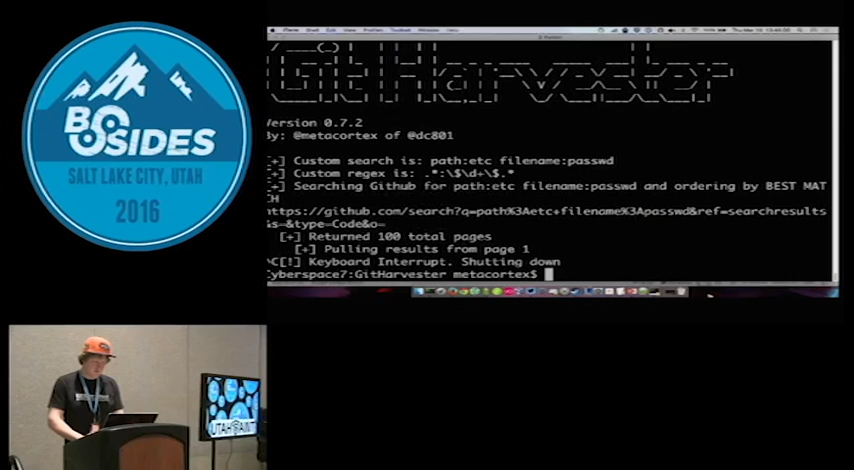 BSIDES
SALT LAKE CITY, UTAH
2016
GitHarvester
Version 0.7.2
By: @metacortex of @dc801
[+] Custom search is: path:etc filename:passwd
[+] Custom regex is: .*:\$\d+\$.*
[+] Searching Github for path:etc filename:passwd and ordering by BEST MAT
CH
https://github.com/search?q=path%3Aetc+filename%3Apasswd&ref=searchresults
&s=&type=Code&o=
[+] Returned 100 total pages
[+] Pulling results from page 1
^C[!] Keyboard Interrupt. Shutting down
Cyberspace7:GitHarvester metacortex$